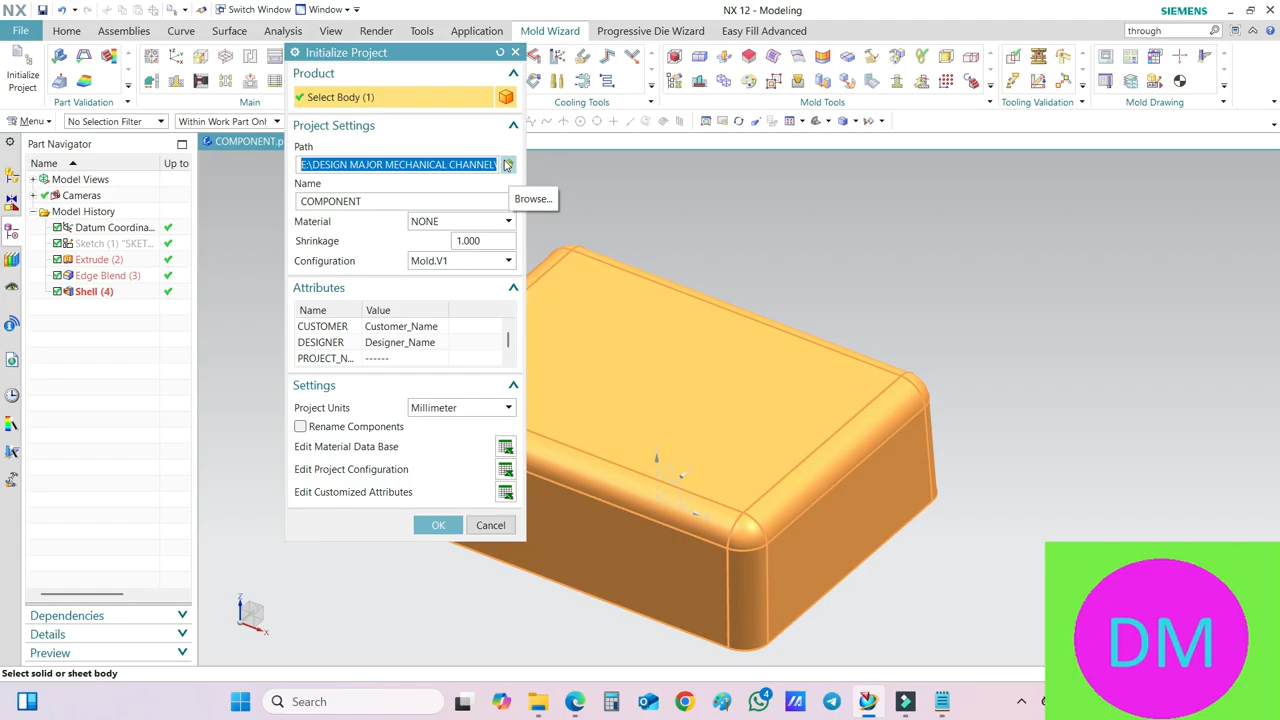 NX Switch Window Window NX 12 - Modeling SIEMENS
File Home Assemblies Curve Surface Analysis View Render Tools Application Mold Wizard Progressive Die Wizard Easy Fill Advanced through
Initialize Project
Part Validation Main Cooling Tools Mold Tools Tooling Validation Mold Drawing
Menu No Selection Filter Within Work Part Only
COMPONENT.p
Part Navigator
Name Up to
Model Views
Cameras
Model History
Datum Coordina...
Sketch (1) "SKET
Extrude (2)
Edge Blend (3)
Shell (4)
Dependencies
Details
Preview
Initialize Project
Product
Select Body (1)
Project Settings
Path
E:\DESIGN MAJOR MECHANICAL CHANNEL\
Browse...
Name
COMPONENT
Material NONE
Shrinkage 1.000
Configuration Mold.V1
Attributes
Name Value
CUSTOMER Customer_Name
DESIGNER Designer_Name
PROJECT_N... ------
Settings
Project Units Millimeter
Rename Components
Edit Material Data Base
Edit Project Configuration
Edit Customized Attributes
OK Cancel
Z
X
DM
Select solid or sheet body
Search
4